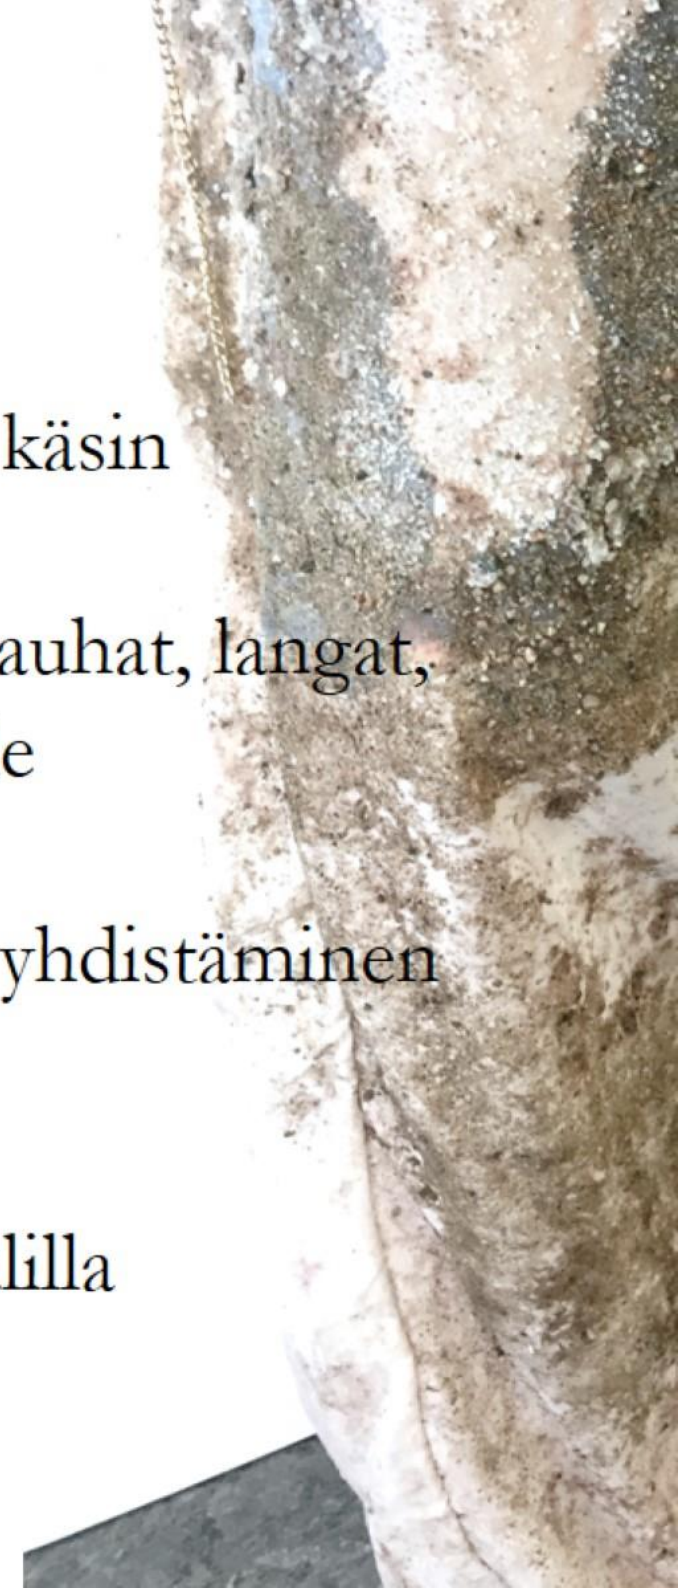 käsin
auhat, langat,
e
yhdistäminen
lilla